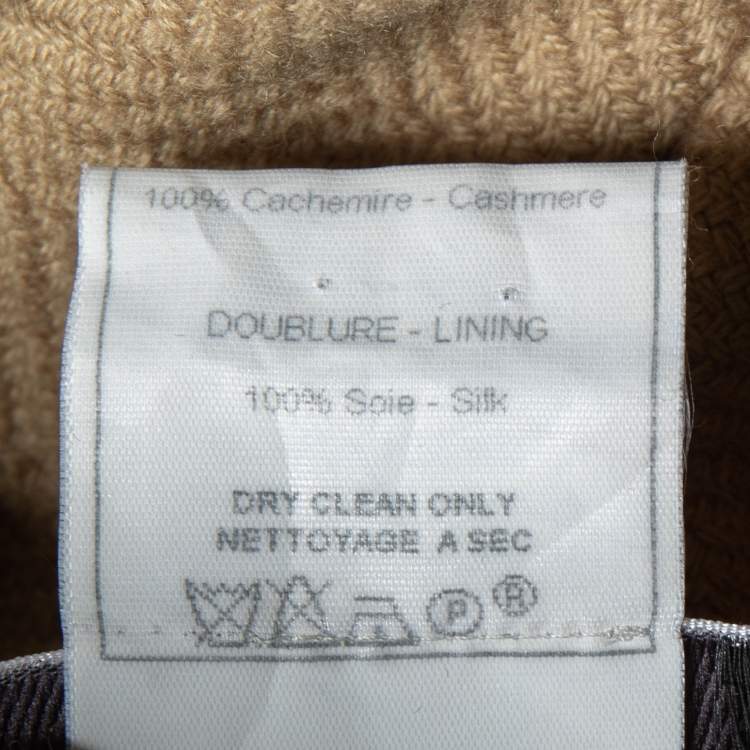 100% Cachemire - Cashmere
DOUBLURE - LINING
100% Soie - Silk
DRY CLEAN ONLY
NETTOYAGE A SEC
P ®